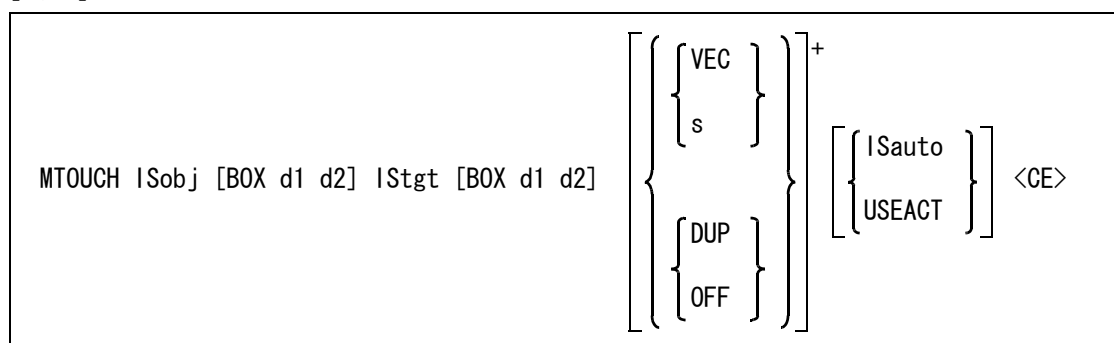 MTOUCH ISobj [BOX d1 d2] IStgt [BOX d1 d2] [{ {VEC s} {DUP OFF} }]+ [{ISauto USEACT}] <CE>